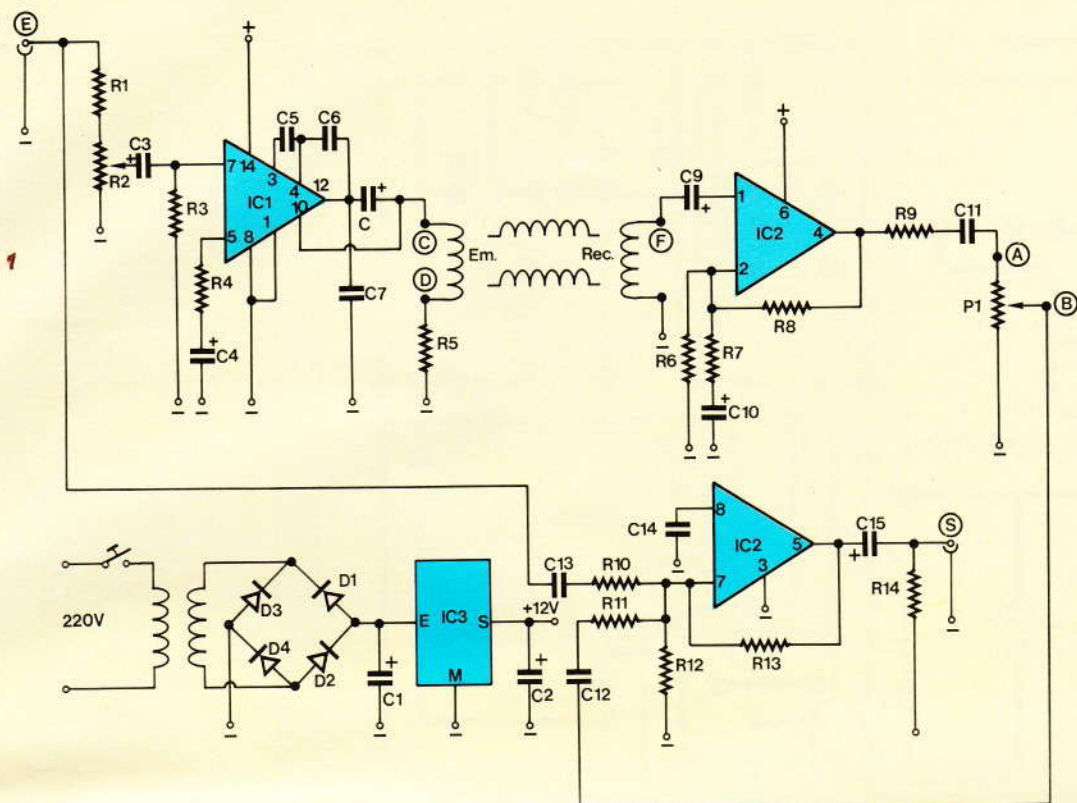 E
+
R1
C5
C6
C3
+
+
7
14
3
4
12
C
+
C9
6
R2
IC1
10
+
1
IC2
4
R9
C11
R3
1
C
Em.
Rec.
F
A
5
8
2
D
P1
B
R4
C7
R8
R5
R6
R7
+
C4
+
C10
8
C14
IC2
5
C15
S
C13
R10
3
+
D3
D1
E
IC3
S
+12V
R11
7
R14
220V
D4
+
+
R12
R13
D2
M
C1
C2
C12